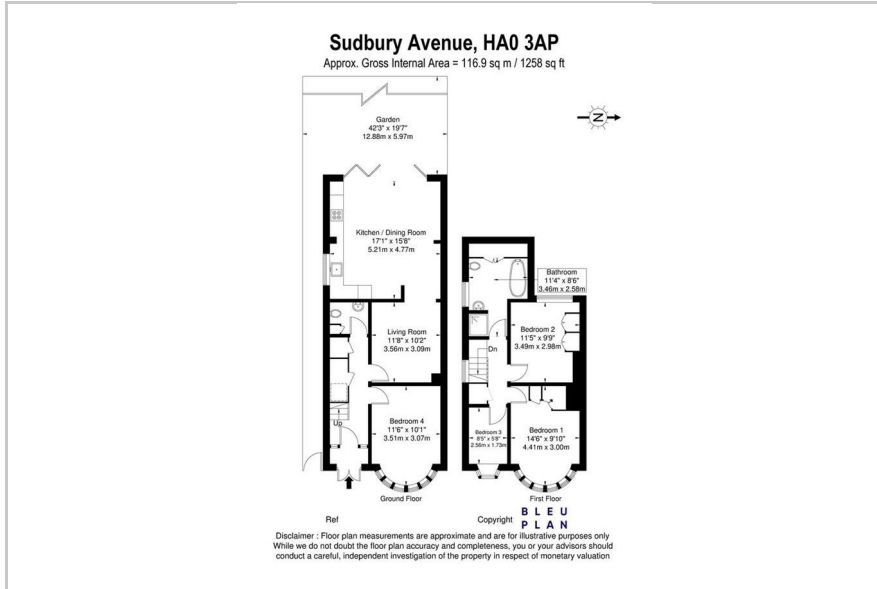 Sudbury Avenue, HA0 3AP
Approx. Gross Internal Area = 116.9 sq m / 1258 sq ft
N
Garden
42'3" x 19'7"
12.88m x 5.97m
Kitchen / Dining Room
17'1" x 15'8"
5.21m x 4.77m
Living Room
11'8" x 10'2"
3.56m x 3.09m
Up
Bedroom 4
11'6" x 10'1"
3.51m x 3.07m
Ground Floor
Bathroom
11'4" x 8'6"
3.46m x 2.58m
Bedroom 2
11'5" x 9'9"
3.49m x 2.98m
Dn
Bedroom 3
8'5" x 5'8"
2.56m x 1.73m
Bedroom 1
14'6" x 9'10"
4.41m x 3.00m
First Floor
Ref
Copyright
BLEU
PLAN
Disclaimer : Floor plan measurements are approximate and are for illustrative purposes only
While we do not doubt the floor plan accuracy and completeness, you or your advisors should
conduct a careful, independent investigation of the property in respect of monetary valuation